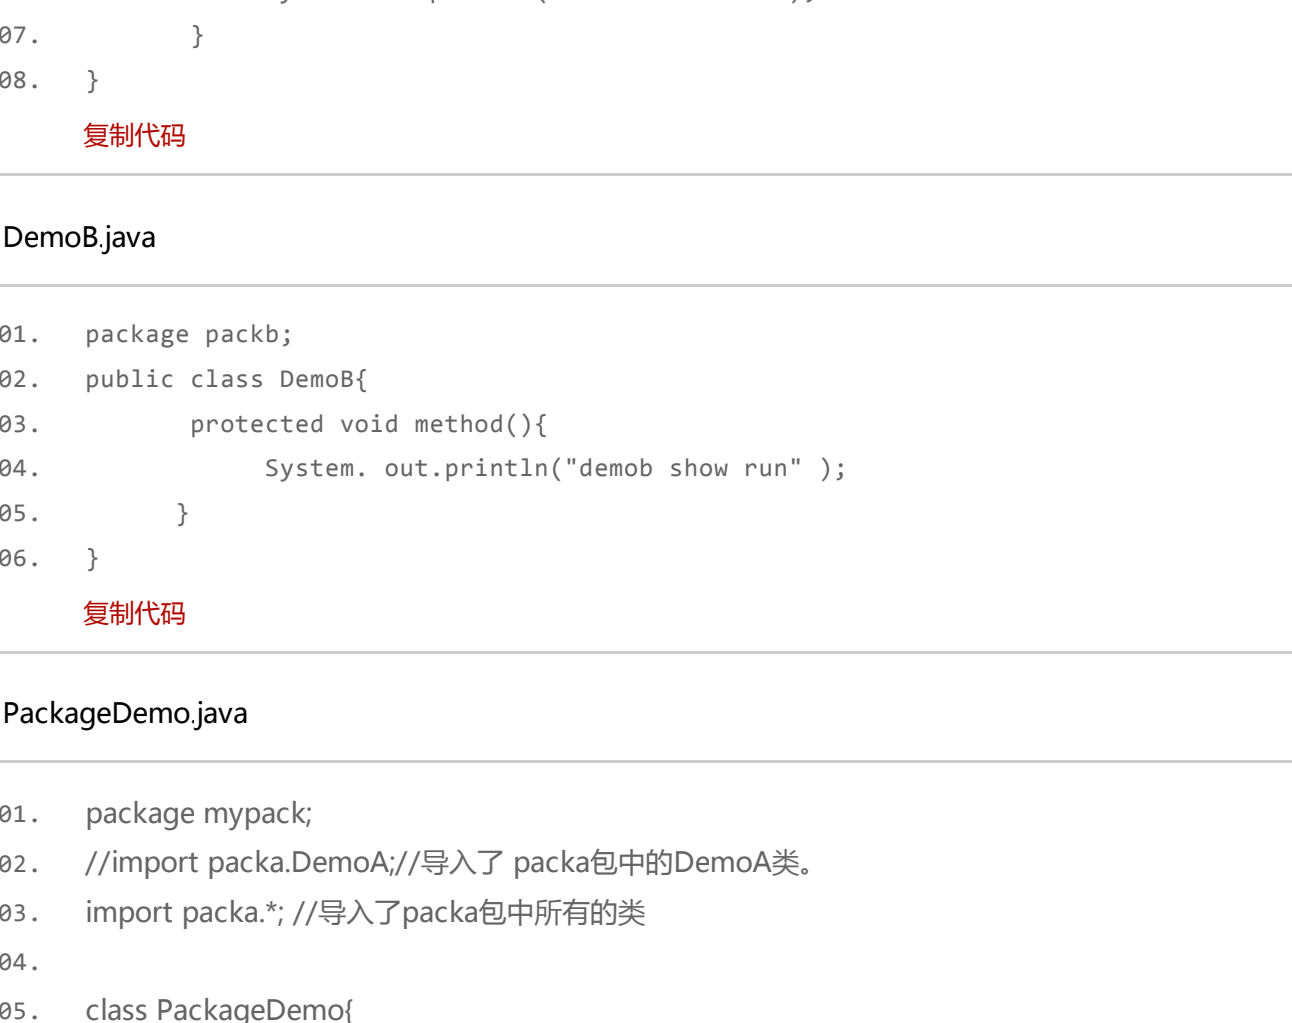 07. }
08. }
复制代码
DemoB.java
01. package packb;
02. public class DemoB{
03. protected void method(){
04. System. out.println("demob show run" );
05. }
06. }
复制代码
PackageDemo.java
01. package mypack;
02. //import packa.DemoA;//导入了 packa包中的DemoA类。
03. import packa.*; //导入了packa包中所有的类
04.
05. class PackageDemo{